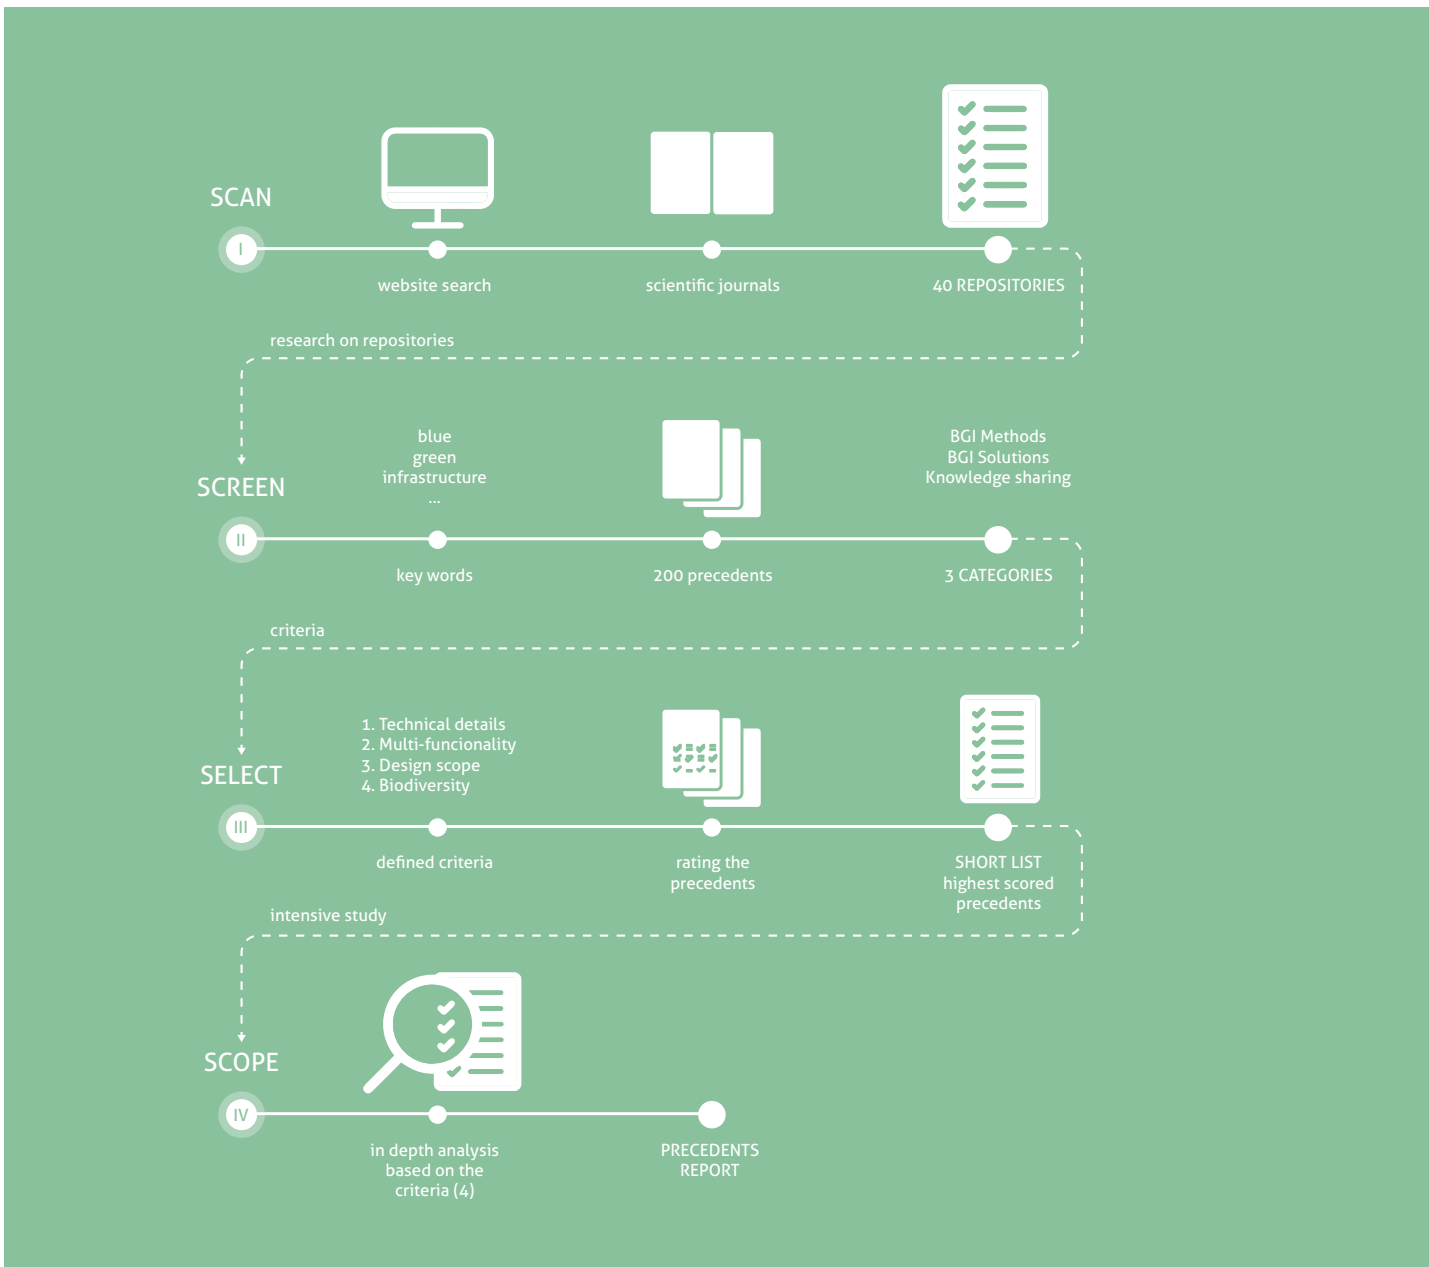 SCAN
I
website search
scientific journals
40 REPOSITORIES
research on repositories
blue
green
infrastructure
...
BGI Methods
BGI Solutions
Knowledge sharing
SCREEN
II
key words
200 precedents
3 CATEGORIES
criteria
1. Technical details
2. Multi-funcionality
3. Design scope
4. Biodiversity
SELECT
III
defined criteria
rating the
precedents
SHORT LIST
highest scored
precedents
intensive study
SCOPE
IV
in depth analysis
based on the
criteria (4)
PRECEDENTS
REPORT